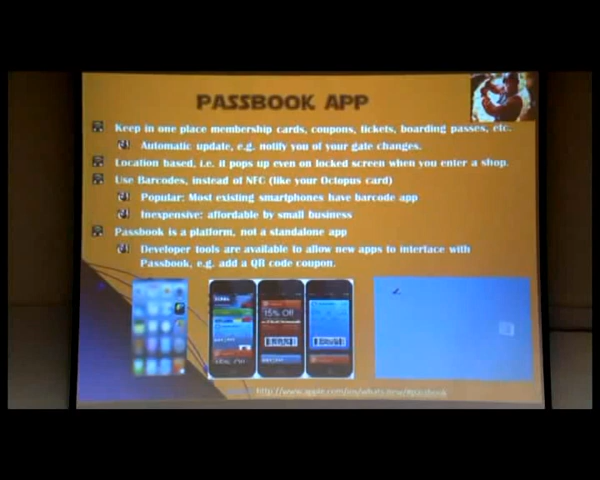 PASSBOOK APP
Keep in one place membership cards, coupons, tickets, boarding passes, etc.
Automatic update, e.g. notify you of your gate changes.
Location based, i.e. it pops up even on locked screen when you enter a shop.
Use Barcodes, instead of NFC (like your Octopus card)
Popular: Most existing smartphones have barcode app
Inexpensive: affordable by small business
Passbook is a platform, not a standalone app
Developer tools are available to allow new apps to interface with
Passbook, e.g. add a QR code coupon.
15% Off
http://www.apple.com/ios/whats-new/#passbook